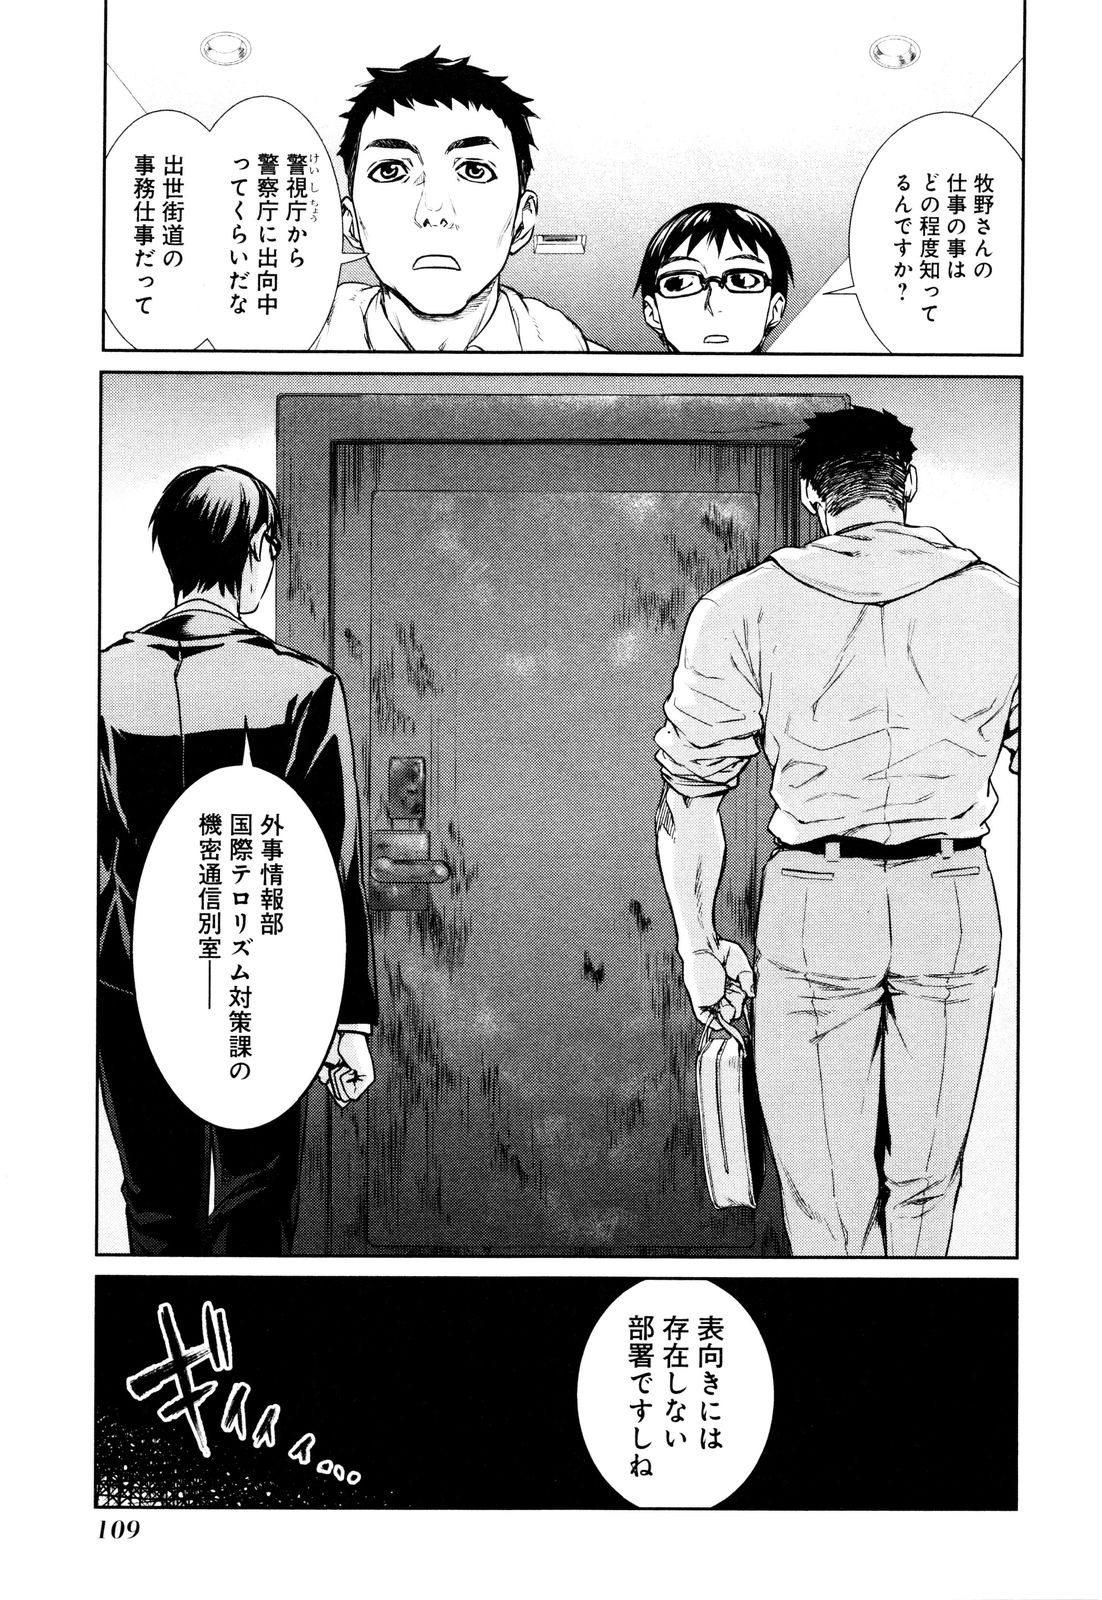 牧野さんの
仕事の事は
どの程度知って
るんですか？
警視庁から
けいしちょう
警察庁に出向中
ってくらいだな
出世街道の
事務仕事だって
外事情報部
国際テロリズム対策課の
機密通信別室——
表向きには
存在しない
部署ですしね
ギイイイ...
109